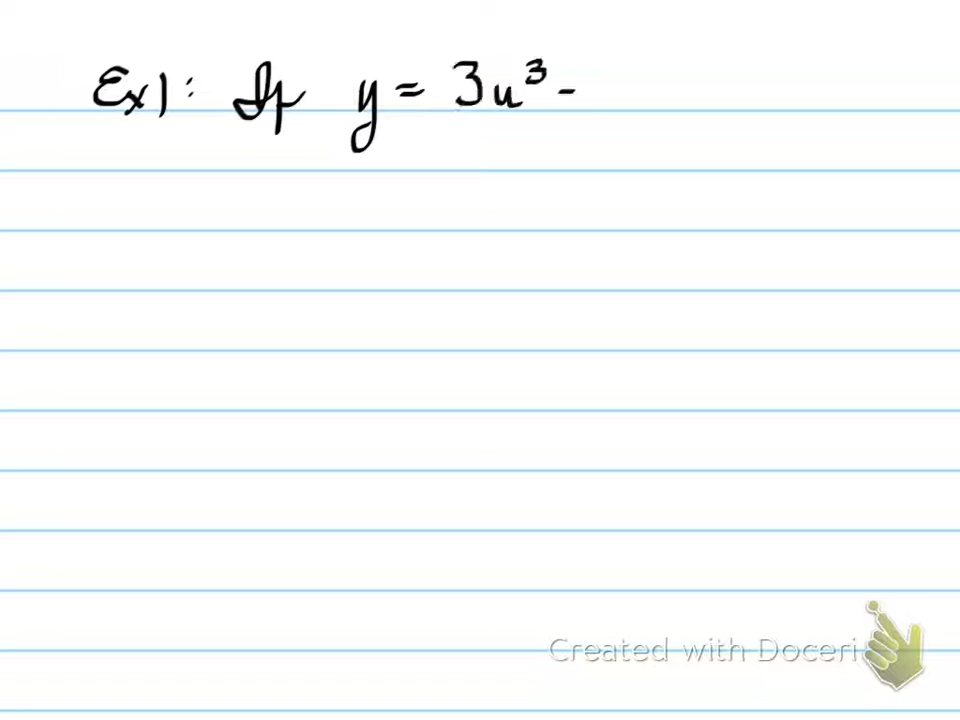 Ex1: If y = 3u³ -
Created with Doceri